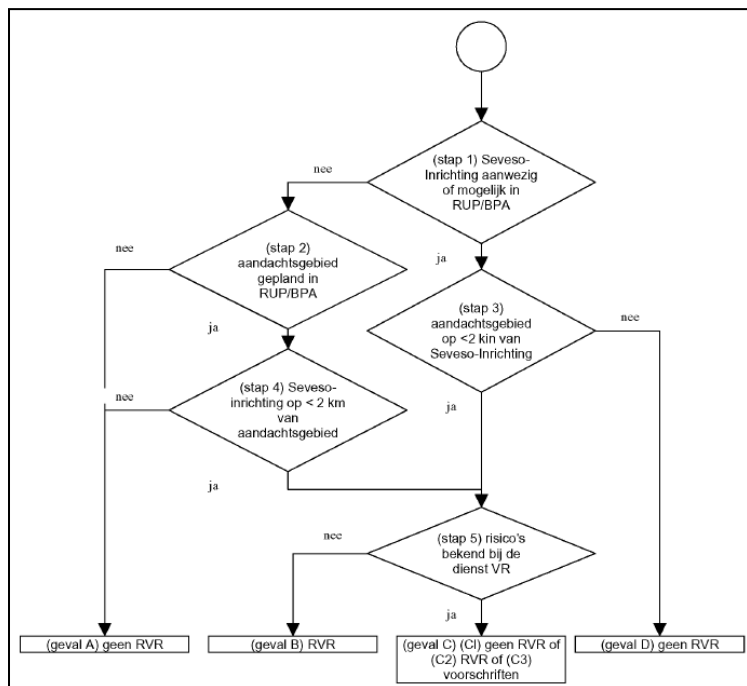 (stap 1) Seveso-
Inrichting aanwezig
of mogelijk in
RUP/BPA
nee
ja
(stap 2)
aandachtsgebied
gepland in
RUP/BPA
nee
ja
(stap 3)
aandachtsgebied
op <2 kin van
Seveso-Inrichting
nee
ja
(stap 4) Seveso-
inrichting op < 2 km
van
aandachtsgebied
nee
ja
(stap 5) risico's
bekend bij de
dienst VR
nee
ja
(geval A) geen RVR
(geval B) RVR
(geval C) (Cl) geen RVR of
(C2) RVR of (C3)
voorschriften
(geval D) geen RVR